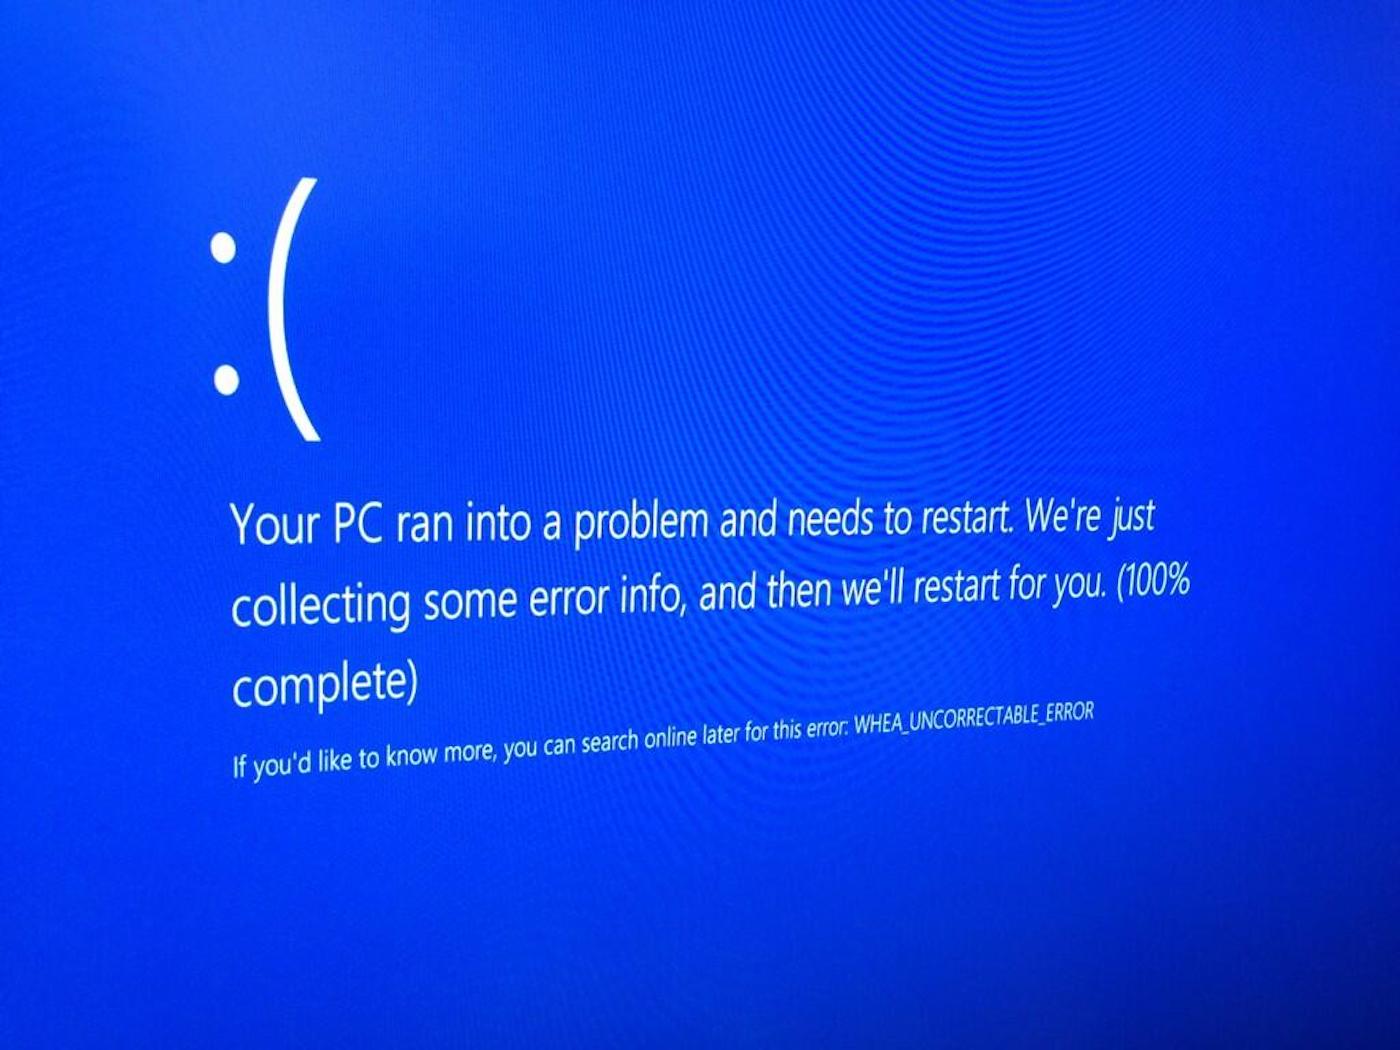 :(
Your PC ran into a problem and needs to restart. We're just
collecting some error info, and then we'll restart for you. (100%
complete)
If you'd like to know more, you can search online later for this error: WHEA_UNCORRECTABLE_ERROR